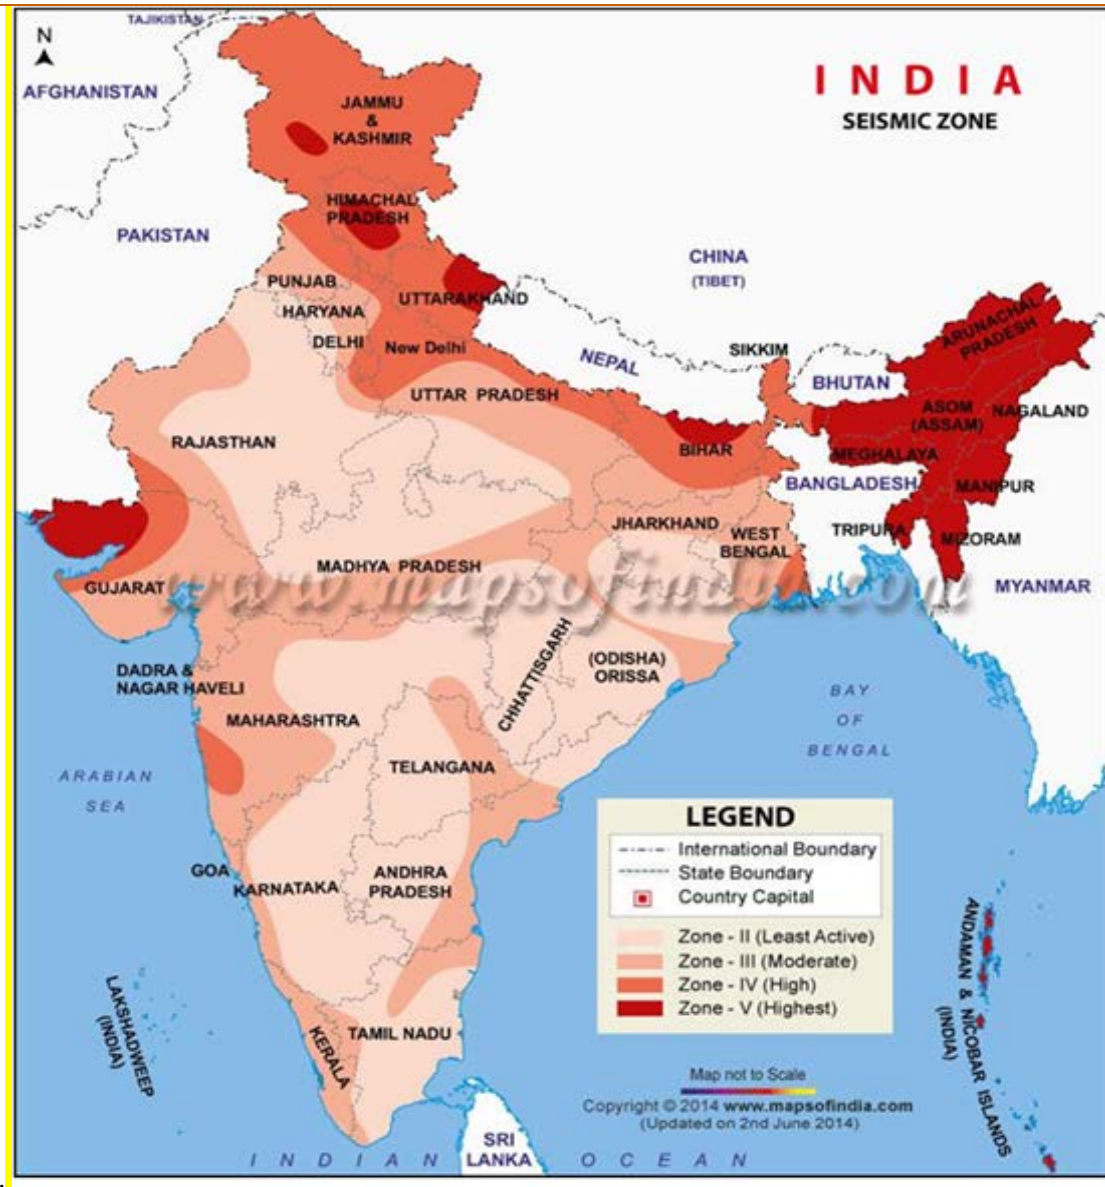 TAJIKISTAN
N
AFGHANISTAN
I N D I A
SEISMIC ZONE
JAMMU
&
KASHMIR
HIMACHAL
PRADESH
PAKISTAN
CHINA
(TIBET)
PUNJAB
UTTARAKHAND
HARYANA
DELHI
New Delhi
NEPAL
SIKKIM
BHUTAN
ARUNACHAL
PRADESH
UTTAR PRADESH
ASOM
(ASSAM)
NAGALAND
RAJASTHAN
BIHAR
MEGHALAYA
BANGLADESH
MANIPUR
JHARKHAND
WEST
BENGAL
TRIPURA
MIZORAM
MADHYA PRADESH
www.mapsofindia.com
GUJARAT
MYANMAR
DADRA &
NAGAR HAVELI
CHHATTISGARH
(ODISHA)
ORISSA
MAHARASHTRA
BAY
OF
BENGAL
ARABIAN
SEA
TELANGANA
GOA
KARNATAKA
ANDHRA
PRADESH
LEGEND
International Boundary
State Boundary
Country Capital
Zone - II (Least Active)
Zone - III (Moderate)
Zone - IV (High)
Zone - V (Highest)
LAKSHADWEEP
(INDIA)
KERALA
TAMIL NADU
ANDAMAN & NICOBAR ISLANDS
(INDIA)
Map not to Scale
Copyright © 2014 www.mapsofindia.com
(Updated on 2nd June 2014)
SRI
LANKA
I N D I A N O C E A N